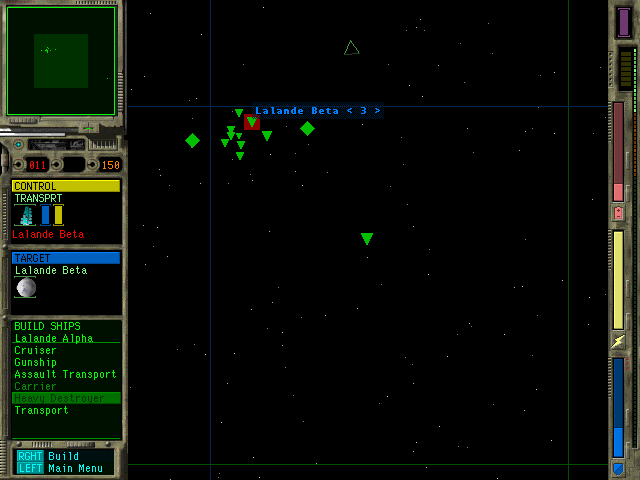 Lalande Beta < 3 >
011 150
CONTROL
TRANSPRT
Lalande Beta
TARGET
Lalande Beta
BUILD SHIPS
Lalande Alpha
Cruiser
Gunship
Assault Transport
Carrier
Heavy Destroyer
Transport
RGHT Build
LEFT Main Menu